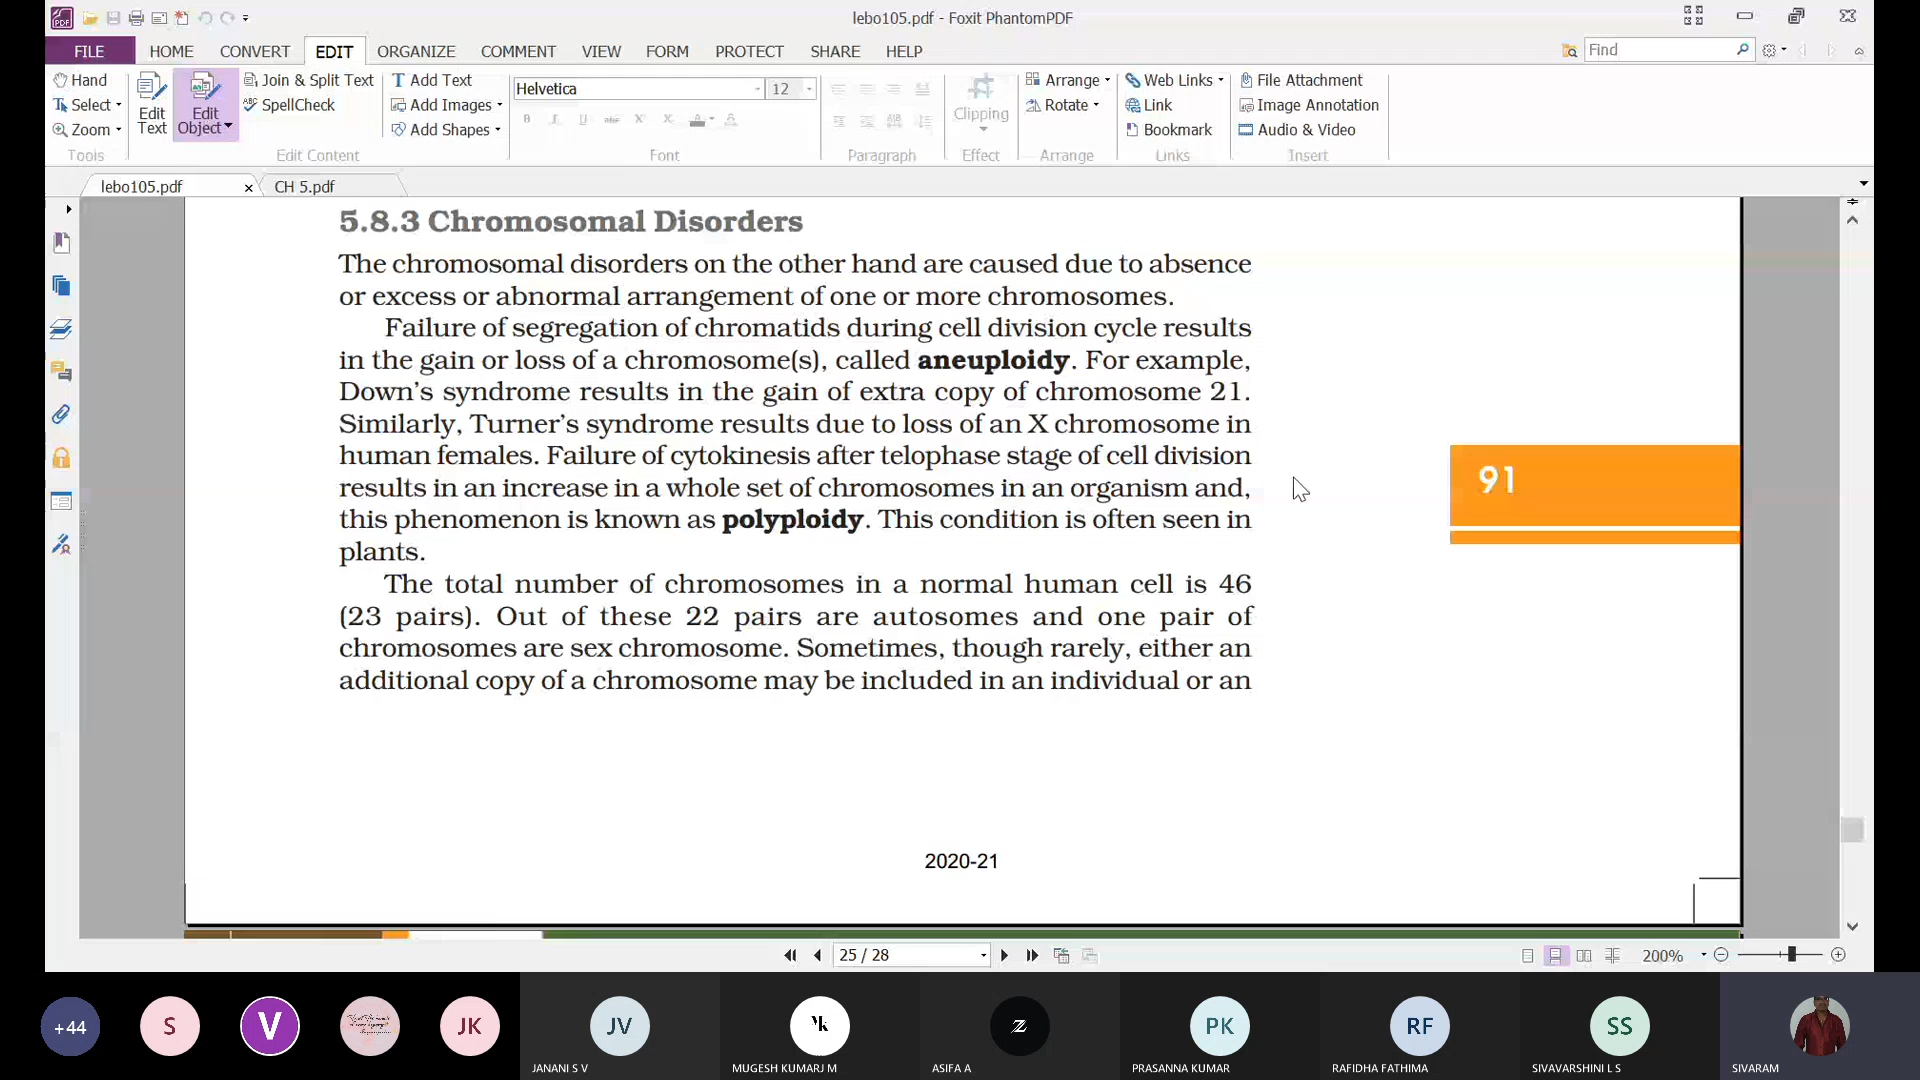 lebo105.pdf - Foxit PhantomPDF
FILE HOME CONVERT EDIT ORGANIZE COMMENT VIEW FORM PROTECT SHARE HELP
Find
Hand
Select
Zoom
Tools
Edit Text
Edit Object
Join & Split Text
SpellCheck
Edit Content
Add Text
Add Images
Add Shapes
Helvetica 12
Font
Paragraph
Clipping
Effect
Arrange
Rotate
Arrange
Web Links
Link
Bookmark
Links
File Attachment
Image Annotation
Audio & Video
Insert
lebo105.pdf
CH 5.pdf
5.8.3 Chromosomal Disorders
The chromosomal disorders on the other hand are caused due to absence
or excess or abnormal arrangement of one or more chromosomes.
Failure of segregation of chromatids during cell division cycle results
in the gain or loss of a chromosome(s), called aneuploidy. For example,
Down’s syndrome results in the gain of extra copy of chromosome 21.
Similarly, Turner’s syndrome results due to loss of an X chromosome in
human females. Failure of cytokinesis after telophase stage of cell division
results in an increase in a whole set of chromosomes in an organism and,
this phenomenon is known as polyploidy. This condition is often seen in
plants.
The total number of chromosomes in a normal human cell is 46
(23 pairs). Out of these 22 pairs are autosomes and one pair of
chromosomes are sex chromosome. Sometimes, though rarely, either an
additional copy of a chromosome may be included in an individual or an
91
2020-21
25 / 28
200%
+44
S
V
JK
JV
JANANI S V
MUGESH KUMARJ M
Z
ASIFA A
PK
PRASANNA KUMAR
RF
RAFIDHA FATHIMA
SS
SIVAVARSHINI L S
SIVARAM